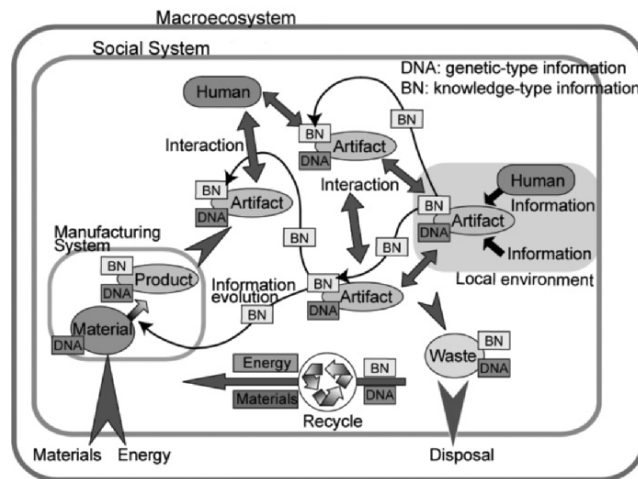 Macroecosystem
Social System
DNA: genetic-type information
BN: knowledge-type information
Human
BN
BN
Artifact
DNA
Interaction
BN
Artifact
DNA
Interaction
Human
Information
BN
Artifact
DNA
Information
Local environment
BN
BN
Manufacturing
System
BN
Product
DNA
Material
DNA
Information
evolution
BN
BN
Artifact
DNA
Waste
BN
DNA
Energy
Materials
BN
DNA
Recycle
Materials Energy
Disposal